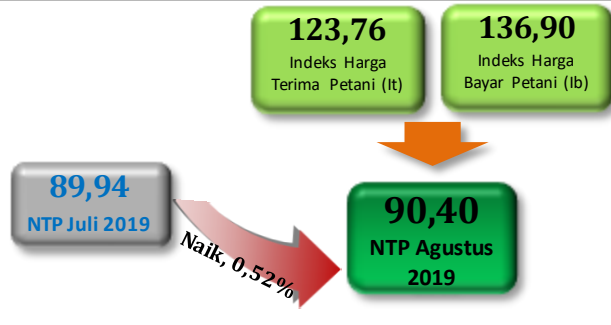 123,76
Indeks Harga
Terima Petani (It)
136,90
Indeks Harga
Bayar Petani (Ib)
89,94
NTP Juli 2019
Naik, 0,52%
90,40
NTP Agustus
2019